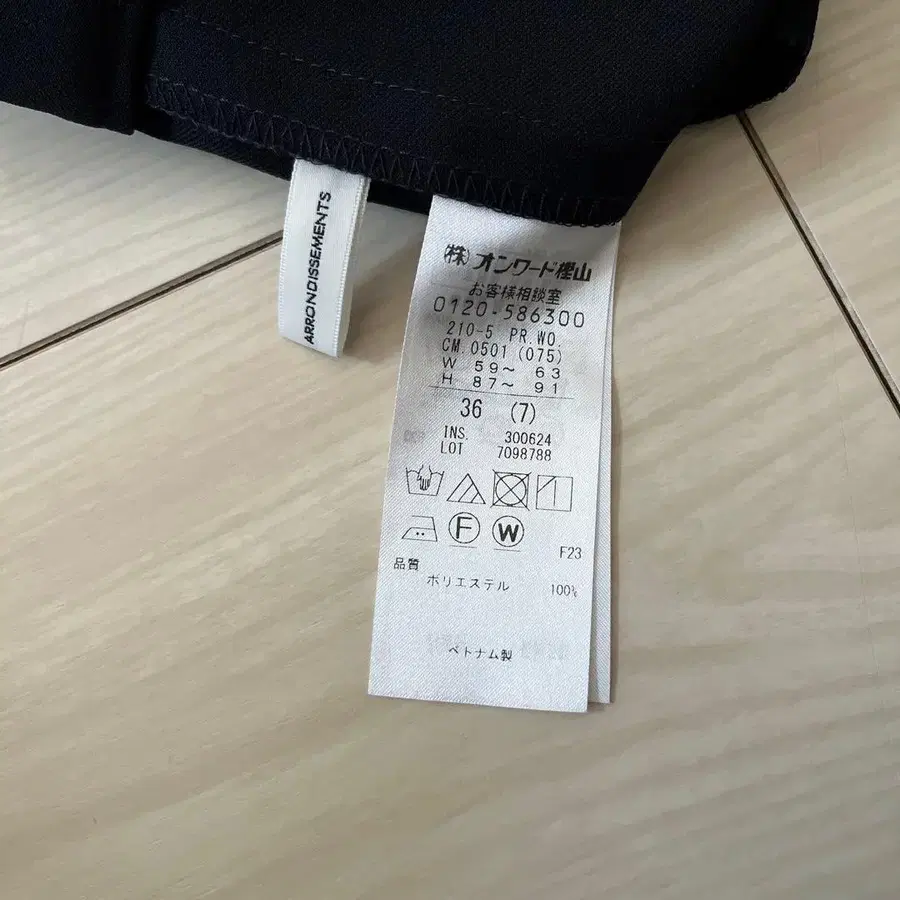 ARRONDISSEMENTS
(株)オンワード樫山
お客様相談室
0120-586300
210-5 PR.WO.
CM.0501(075)
W 59～ 63
H 87～ 91
36 (7)
INS. 300624
LOT 7098788
F W
F23
品質
ポリエステル 100%
ベトナム製